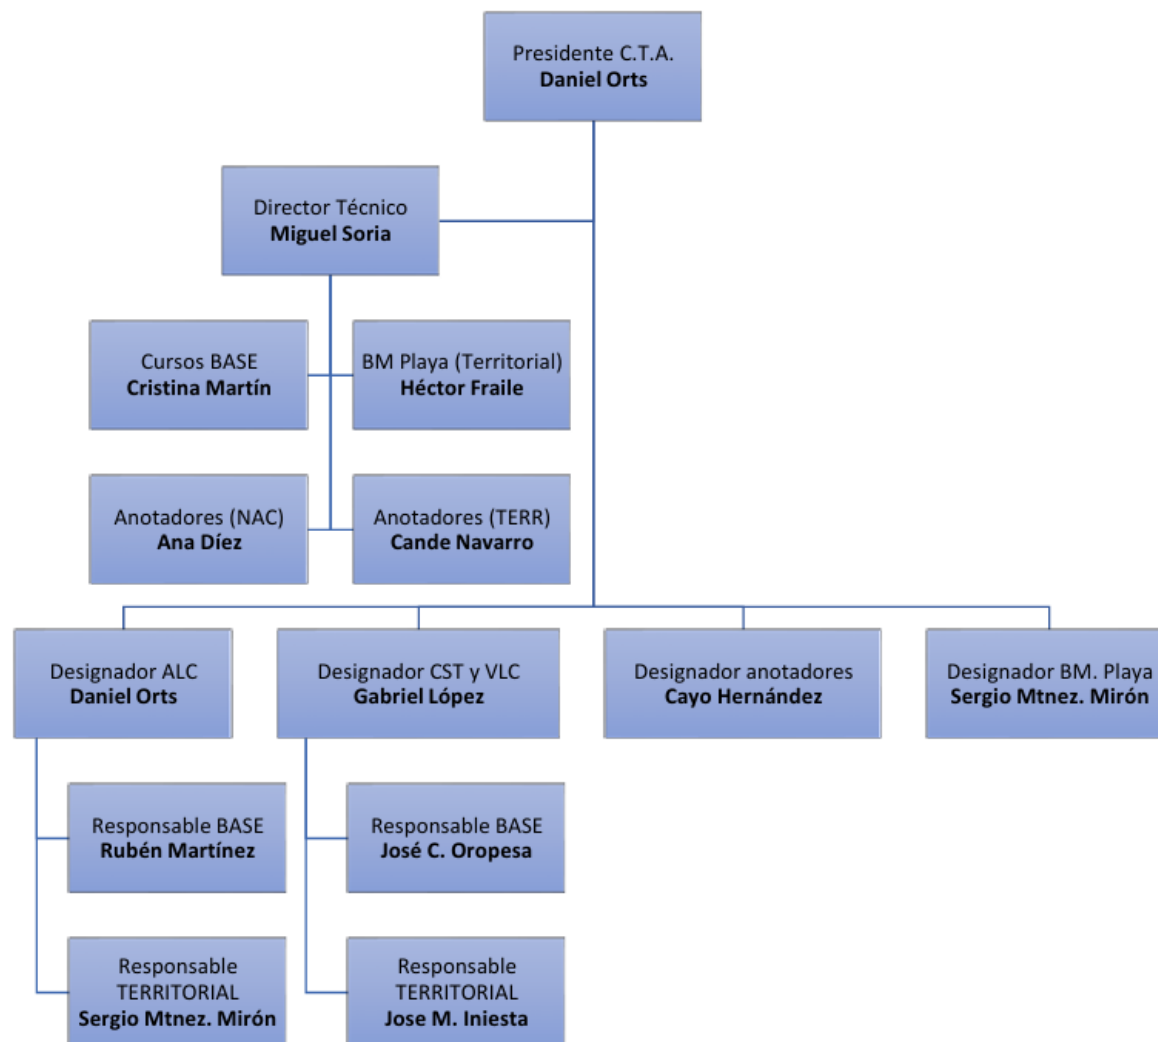 Presidente C.T.A.
Daniel Orts
Director Técnico
Miguel Soria
Cursos BASE
Cristina Martín
BM Playa (Territorial)
Héctor Fraile
Anotadores (NAC)
Ana Díez
Anotadores (TERR)
Cande Navarro
Designador ALC
Daniel Orts
Designador CST y VLC
Gabriel López
Designador anotadores
Cayo Hernández
Designador BM. Playa
Sergio Mtnez. Mirón
Responsable BASE
Rubén Martínez
Responsable BASE
José C. Oropesa
Responsable
TERRITORIAL
Sergio Mtnez. Mirón
Responsable
TERRITORIAL
Jose M. Iniesta